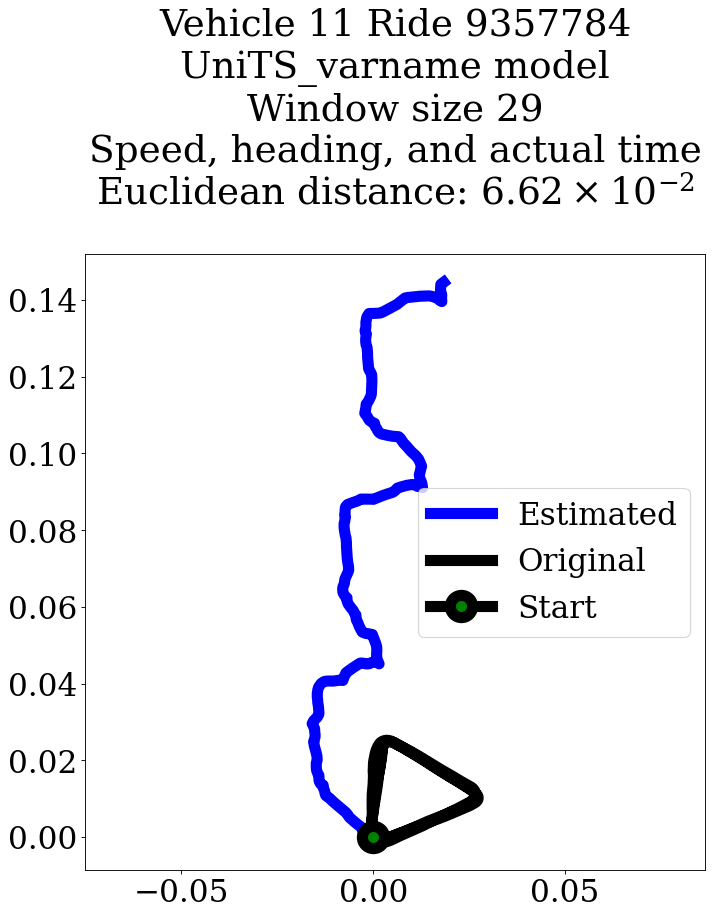 Vehicle 11 Ride 9357784
UniTS_varname model
Window size 29
Speed, heading, and actual time
Euclidean distance: 6.62 × 10⁻²
0.14
0.12
0.10
0.08
0.06
0.04
0.02
0.00
Estimated
Original
Start
−0.05 0.00 0.05